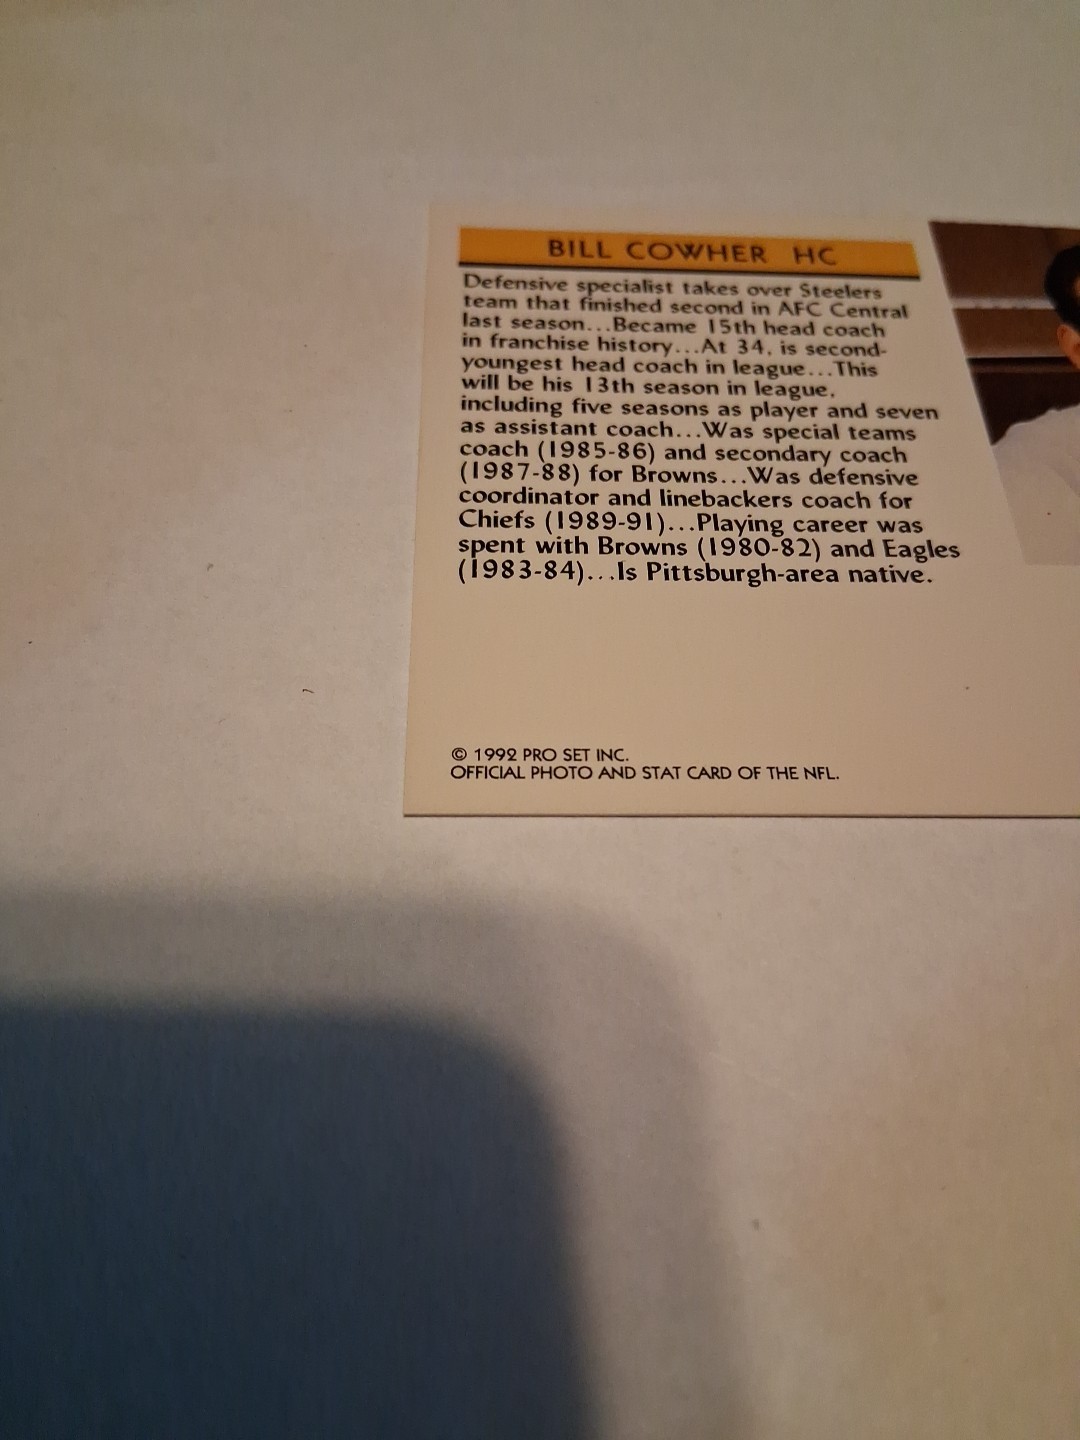 BILL COWHER HC
Defensive specialist takes over Steelers
team that finished second in AFC Central
last season...Became 15th head coach
in franchise history...At 34, is second-
youngest head coach in league...This
will be his 13th season in league,
including five seasons as player and seven
as assistant coach...Was special teams
coach (1985-86) and secondary coach
(1987-88) for Browns...Was defensive
coordinator and linebackers coach for
Chiefs (1989-91)...Playing career was
spent with Browns (1980-82) and Eagles
(1983-84)...Is Pittsburgh-area native.
© 1992 PRO SET INC.
OFFICIAL PHOTO AND STAT CARD OF THE NFL.